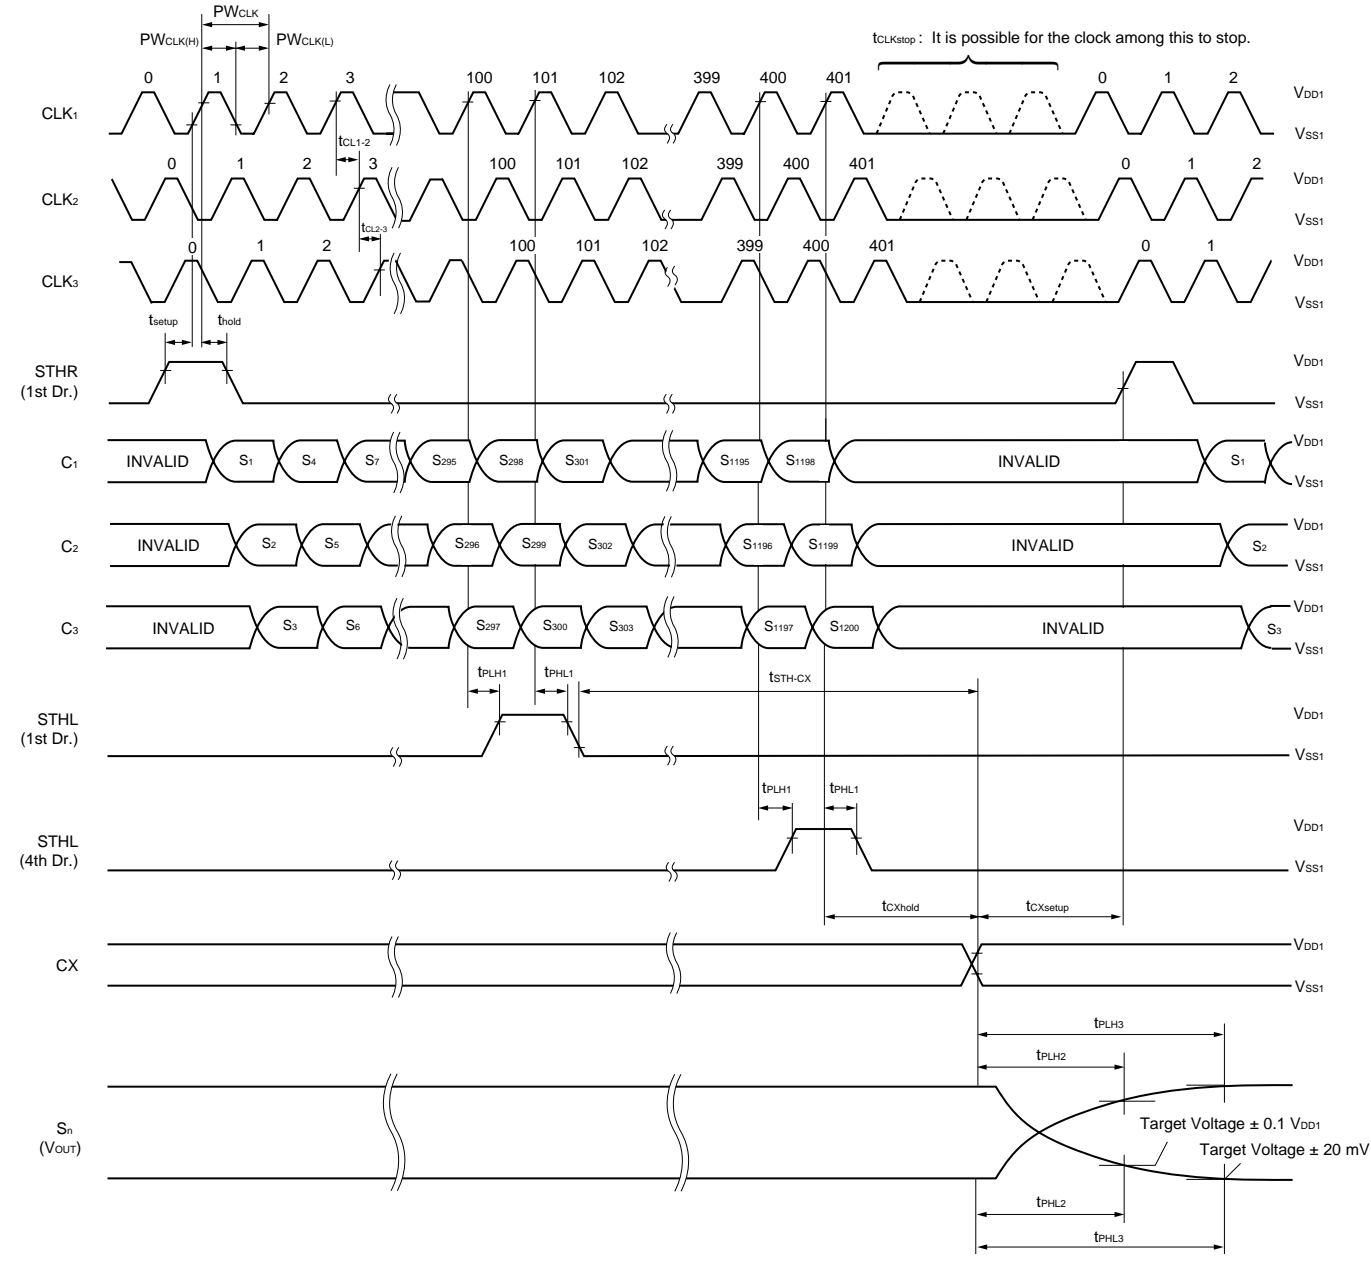 PWCLK
PWCLK(H) PWCLK(L)
tCLKstop : It is possible for the clock among this to stop.
0 1 2 3 100 101 102 399 400 401 0 1 2
CLK1 VDD1
VSS1
tCL1-2
0 1 2 3 100 101 102 399 400 401 0 1 2
CLK2 VDD1
VSS1
tCL2-3
0 1 2 100 101 102 399 400 401 0 1
CLK3 VDD1
VSS1
tsetup thold
STHR VDD1
(1st Dr.) VSS1
C1 INVALID S1 S4 S7 S295 S298 S301 S1195 S1198 INVALID S1 VDD1
VSS1
C2 INVALID S2 S5 S296 S299 S302 S1196 S1199 INVALID S2 VDD1
VSS1
C3 INVALID S3 S6 S297 S300 S303 S1197 S1200 INVALID S3 VDD1
VSS1
tPLH1 tPHL1 tSTH-CX
STHL VDD1
(1st Dr.) VSS1
tPLH1 tPHL1
STHL VDD1
(4th Dr.) VSS1
tCXhold tCXsetup
CX VDD1
VSS1
tPLH3
tPLH2
Sn
(VOUT)
Target Voltage ± 0.1 VDD1
Target Voltage ± 20 mV
tPHL2
tPHL3